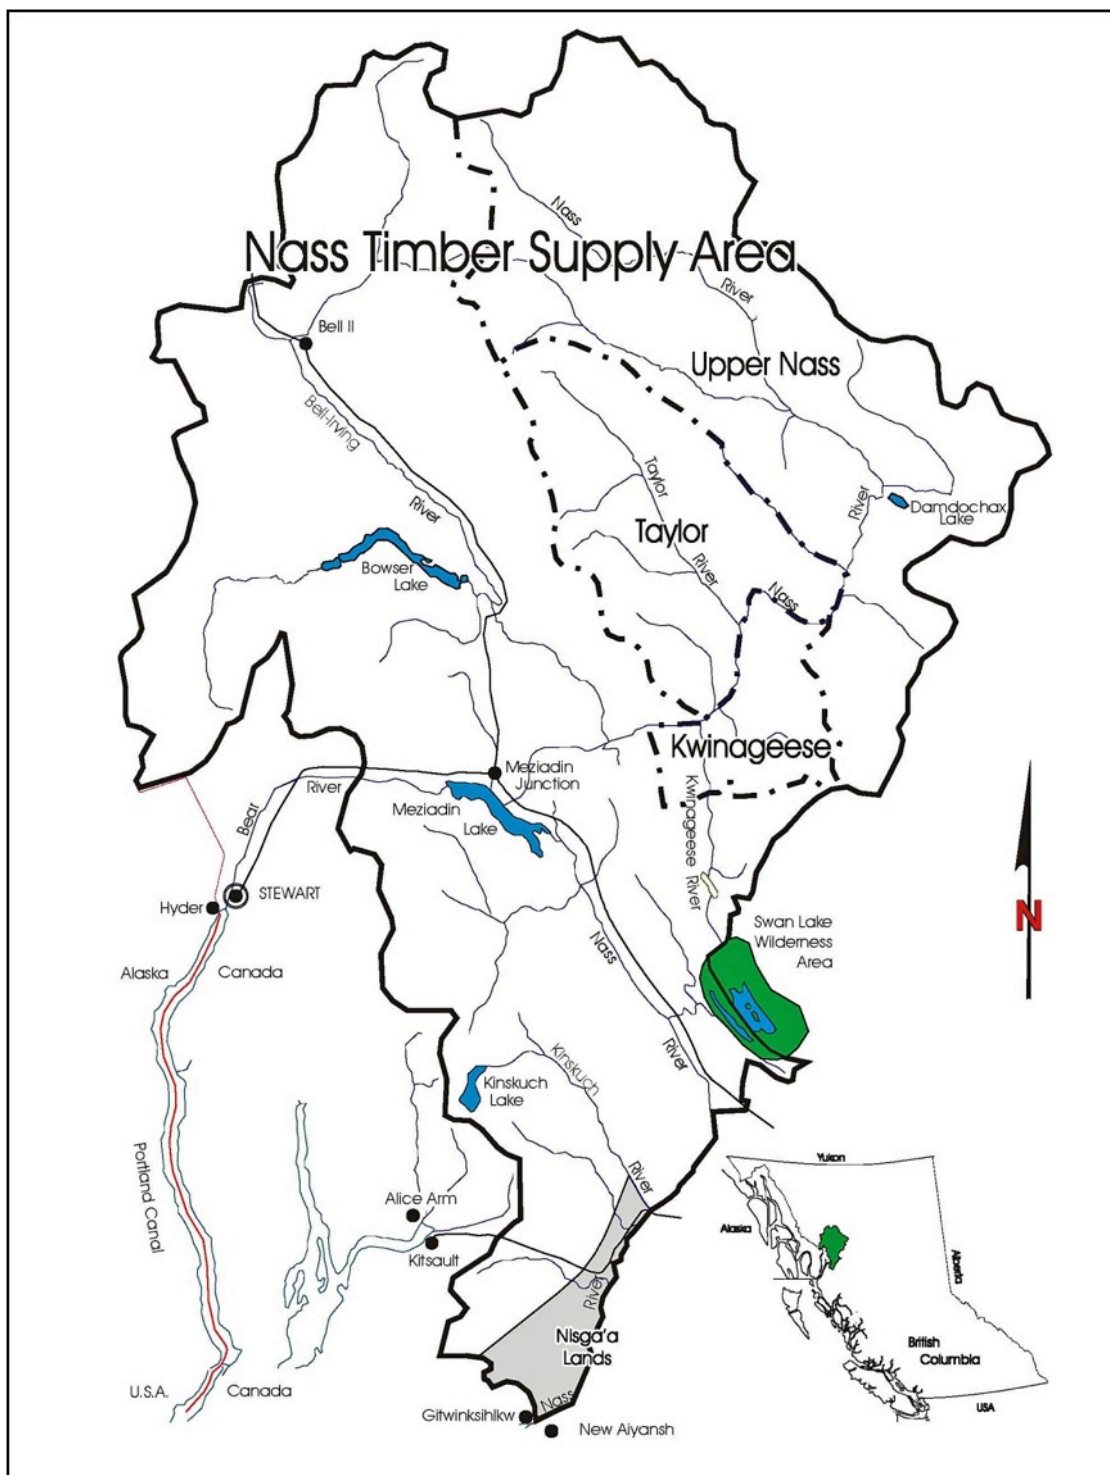 Nass
Nass Timber Supply Area
River
Bell II
Upper Nass
Bell-Irving
River
Taylor
River
Damdochax
Lake
Taylor
River
Bowser
Lake
Nass
Kwinageese
Meziadin
Junction
River
Bear
Meziadin
Lake
Kwinageese
River
STEWART
Hyder
Swan Lake
Wilderness
Area
Nass
N
Alaska
Canada
River
Kinskuch
Kinskuch
Lake
River
Portland Canal
Alice Arm
Kitsault
River
Nisga'a
Lands
Nass
U.S.A.
Canada
Gitwinksihlkw
New Aiyansh
Yukon
Alaska
Alberta
British
Columbia
USA